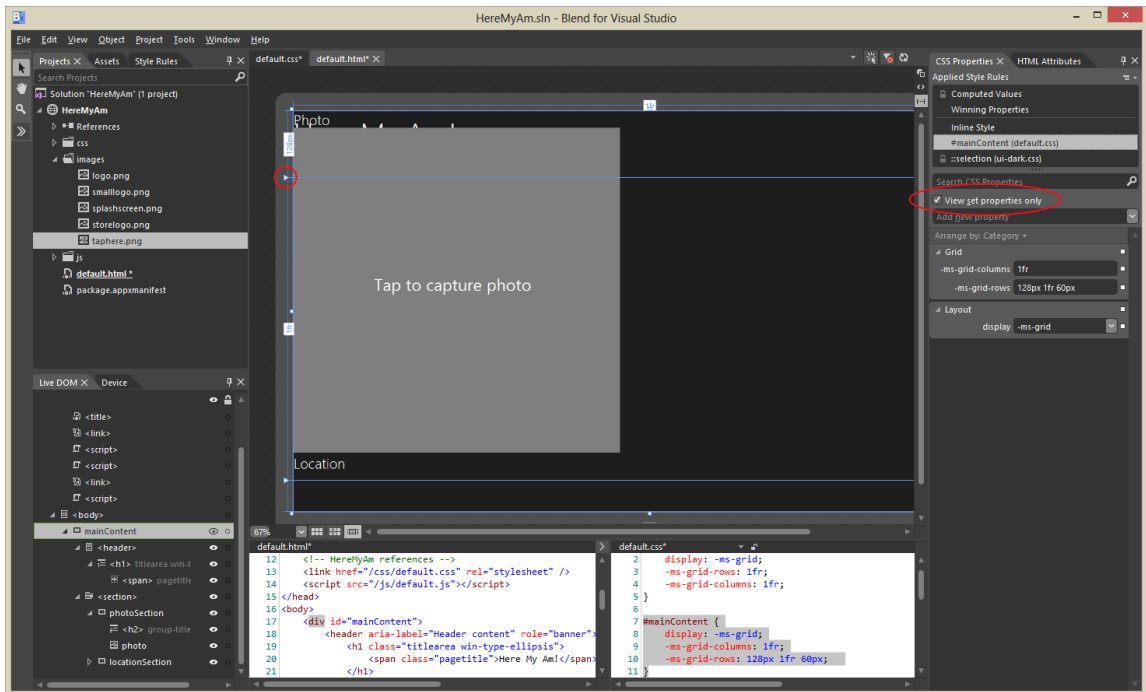 HereMyAm.sln - Blend for Visual Studio
File Edit View Object Project Tools Window Help
Projects Assets Style Rules
Search Projects
Solution "HereMyAm" (1 project)
HereMyAm
References
css
images
logo.png
smalllogo.png
splashscreen.png
storelogo.png
taphere.png
js
default.html *
package.appxmanifest
Live DOM Device
<title>
<link>
<script>
<script>
<link>
<script>
<body>
mainContent
<header>
<h1> titlearea win-t
<span> pagetitle
<section>
photoSection
<h2> group-title
photo
locationSection
default.css* default.html*
1fr
Photo
128px
Tap to capture photo
1fr
Location
67%
default.html*
12 <!-- HereMyAm references -->
13 <link href="/css/default.css" rel="stylesheet" />
14 <script src="/js/default.js"></script>
15 </head>
16 <body>
17 <div id="mainContent">
18 <header aria-label="Header content" role="banner">
19 <h1 class="titlearea win-type-ellipsis">
20 <span class="pagetitle">Here My Am!</span>
21 </h1>
default.css*
2 display: -ms-grid;
3 -ms-grid-rows: 1fr;
4 -ms-grid-columns: 1fr;
5 }
6
7 #mainContent {
8 display: -ms-grid;
9 -ms-grid-columns: 1fr;
10 -ms-grid-rows: 128px 1fr 60px;
11 }
CSS Properties HTML Attributes
Applied Style Rules
Computed Values
Winning Properties
Inline Style
#mainContent (default.css)
::selection (ui-dark.css)
Search CSS Properties
View set properties only
Add new property
Arrange by: Category
Grid
-ms-grid-columns 1fr
-ms-grid-rows 128px 1fr 60px
Layout
display -ms-grid